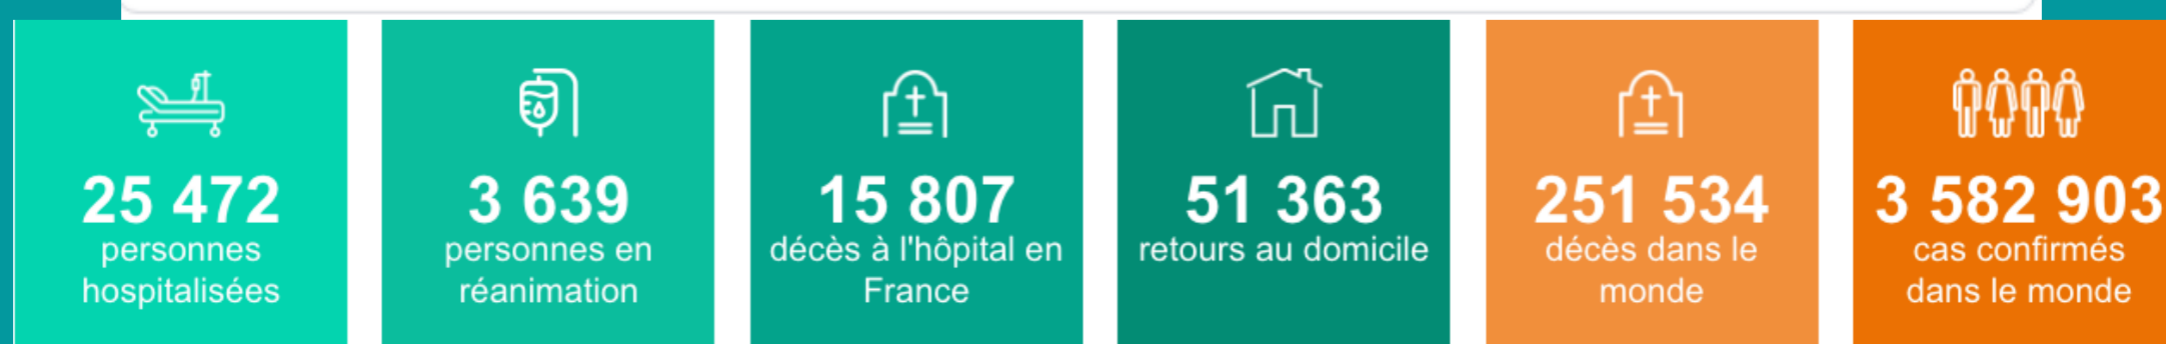 25 472
personnes
hospitalisées
3 639
personnes en
réanimation
15 807
décès à l'hôpital en
France
51 363
retours au domicile
251 534
décès dans le
monde
3 582 903
cas confirmés
dans le monde